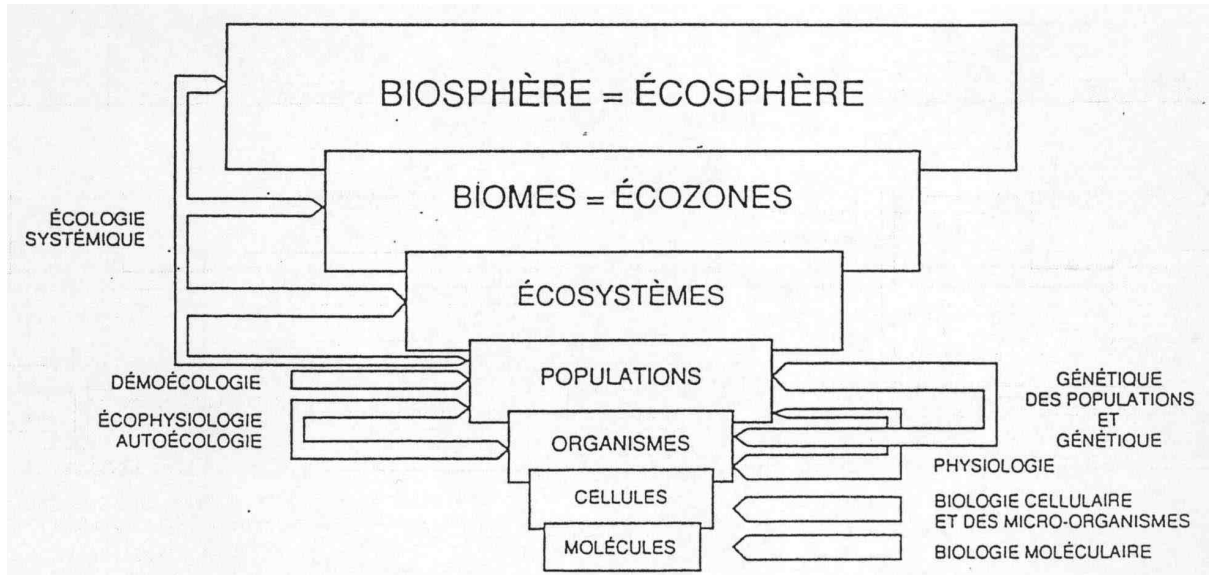 BIOSPHÈRE = ÉCOSPHÈRE
BIOMES = ÉCOZONES
ÉCOSYSTÈMES
POPULATIONS
ORGANISMES
CELLULES
MOLÉCULES
ÉCOLOGIE
SYSTÉMIQUE
DÉMOÉCOLOGIE
ÉCOPHYSIOLOGIE
AUTOÉCOLOGIE
GÉNÉTIQUE
DES POPULATIONS
ET
GÉNÉTIQUE
PHYSIOLOGIE
BIOLOGIE CELLULAIRE
ET DES MICRO-ORGANISMES
BIOLOGIE MOLÉCULAIRE